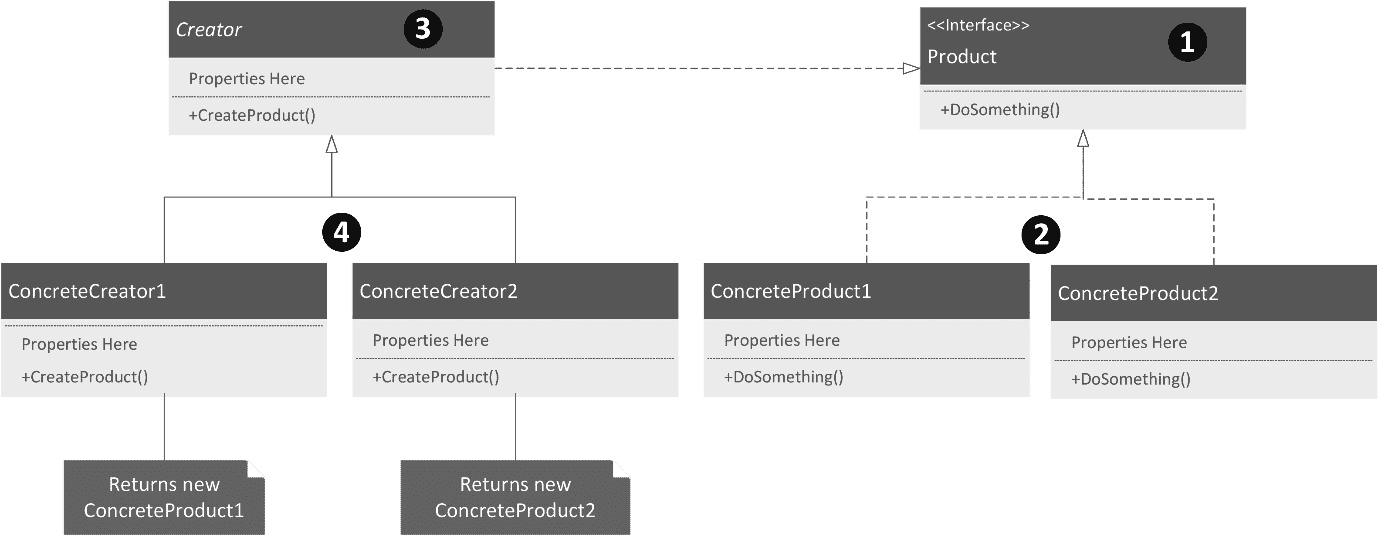 Creator
3
Properties Here
+CreateProduct()
<<Interface>>
Product
1
+DoSomething()
4
2
ConcreteCreator1
Properties Here
+CreateProduct()
ConcreteCreator2
Properties Here
+CreateProduct()
ConcreteProduct1
Properties Here
+DoSomething()
ConcreteProduct2
Properties Here
+DoSomething()
Returns new
ConcreteProduct1
Returns new
ConcreteProduct2